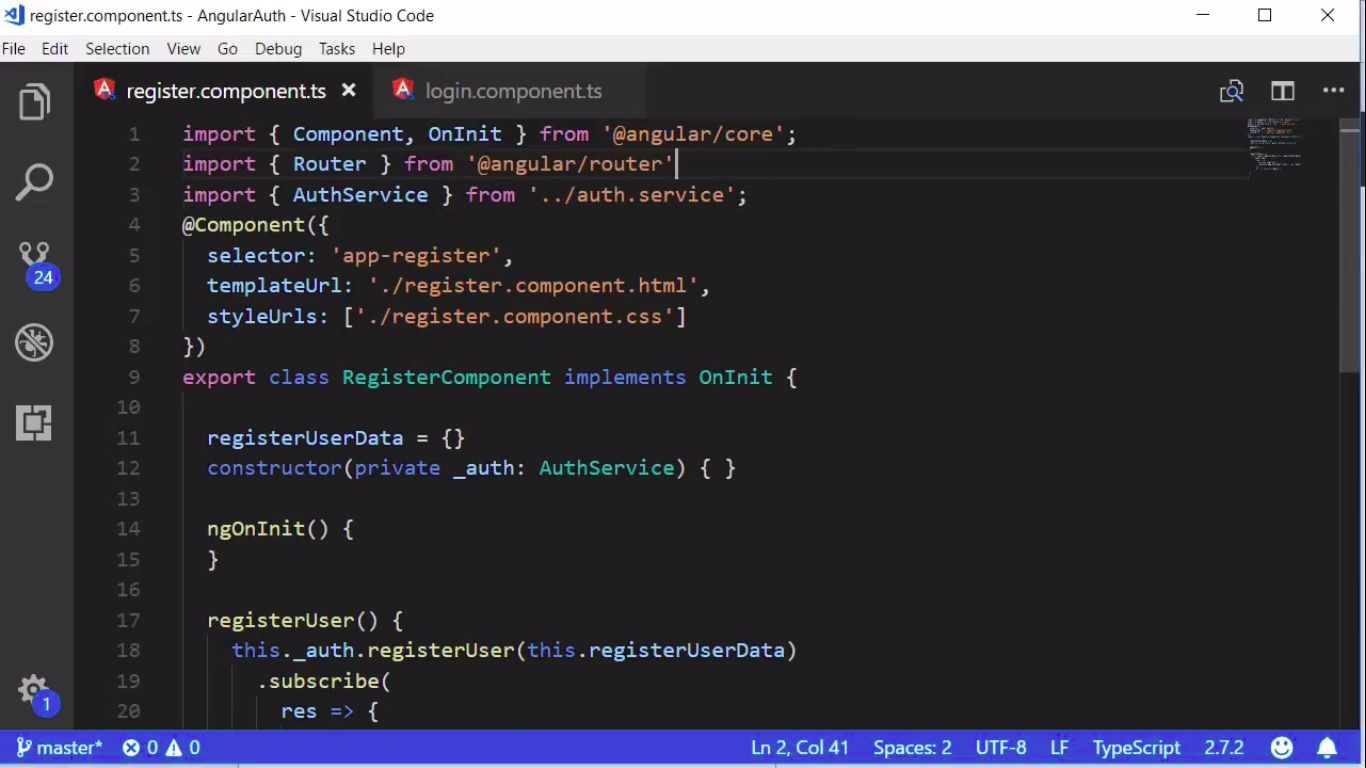 register.component.ts - AngularAuth - Visual Studio Code
File Edit Selection View Go Debug Tasks Help
register.component.ts login.component.ts
1 import { Component, OnInit } from '@angular/core';
2 import { Router } from '@angular/router'
3 import { AuthService } from '../auth.service';
4 @Component({
5 selector: 'app-register',
6 templateUrl: './register.component.html',
7 styleUrls: ['./register.component.css']
8 })
9 export class RegisterComponent implements OnInit {
10
11 registerUserData = {}
12 constructor(private _auth: AuthService) { }
13
14 ngOnInit() {
15 }
16
17 registerUser() {
18 this._auth.registerUser(this.registerUserData)
19 .subscribe(
20 res => {
24
1
master* 0 0 Ln 2, Col 41 Spaces: 2 UTF-8 LF TypeScript 2.7.2